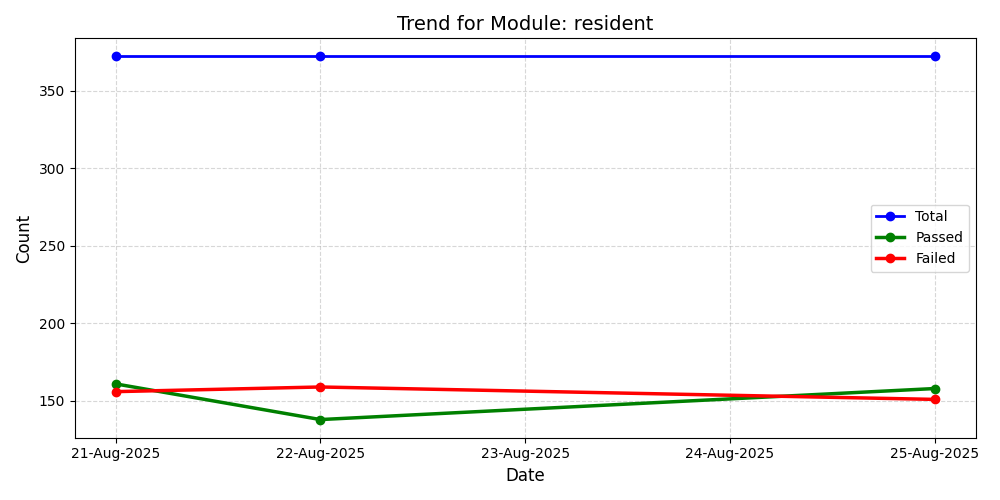 Trend for Module: resident
350
300
250
200
150
Count
Total
Passed
Failed
21-Aug-2025
22-Aug-2025
23-Aug-2025
24-Aug-2025
25-Aug-2025
Date